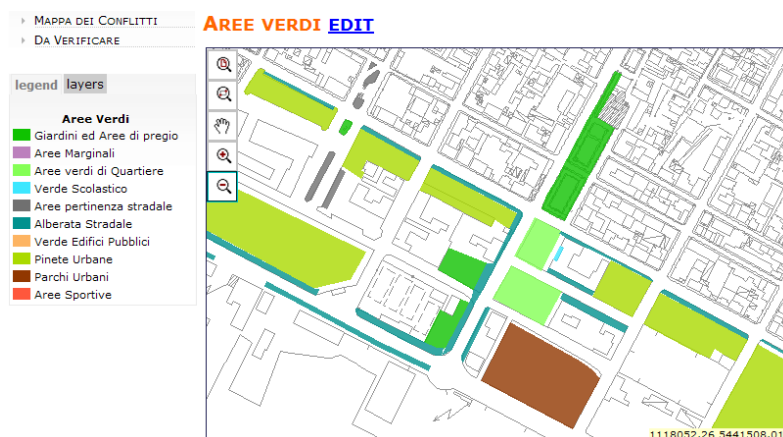 Mappa dei Conflitti
Da Verificare
Aree verdi EDIT
legend layers
Aree Verdi
Giardini ed Aree di pregio
Aree Marginali
Aree verdi di Quartiere
Verde Scolastico
Aree pertinenza stradale
Alberata Stradale
Verde Edifici Pubblici
Pinete Urbane
Parchi Urbani
Aree Sportive
1118052.26 5441508.01